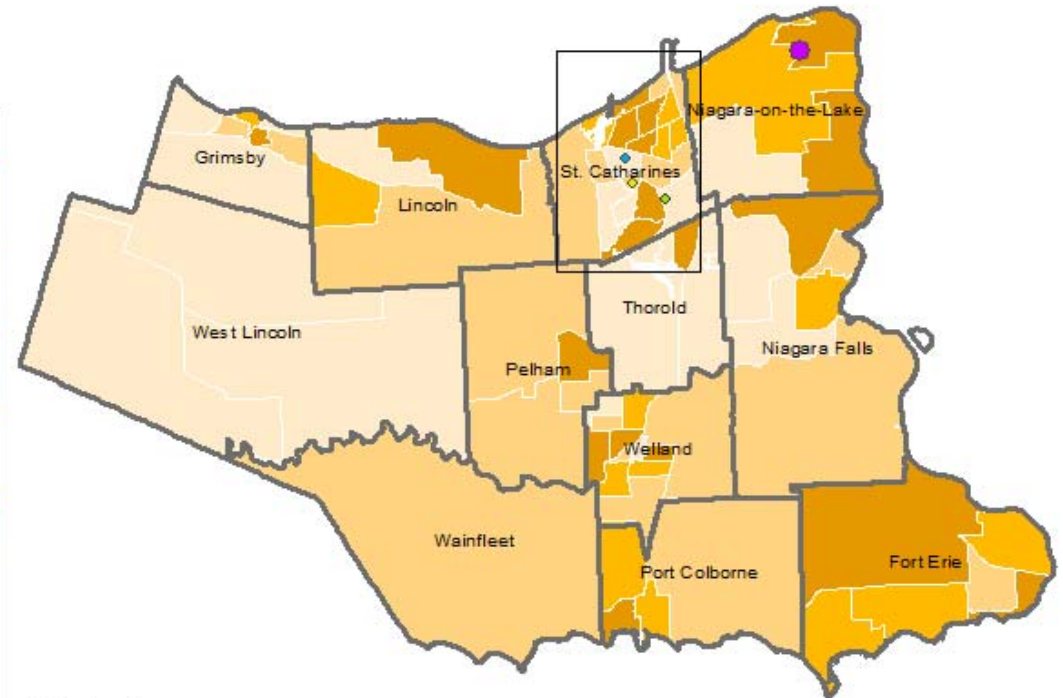 Niagara-on-the-Lake
Grimsby
St. Catharines
Lincoln
Thorold
West Lincoln
Niagara Falls
Pelham
Welland
Wainfleet
Port Colborne
Fort Erie